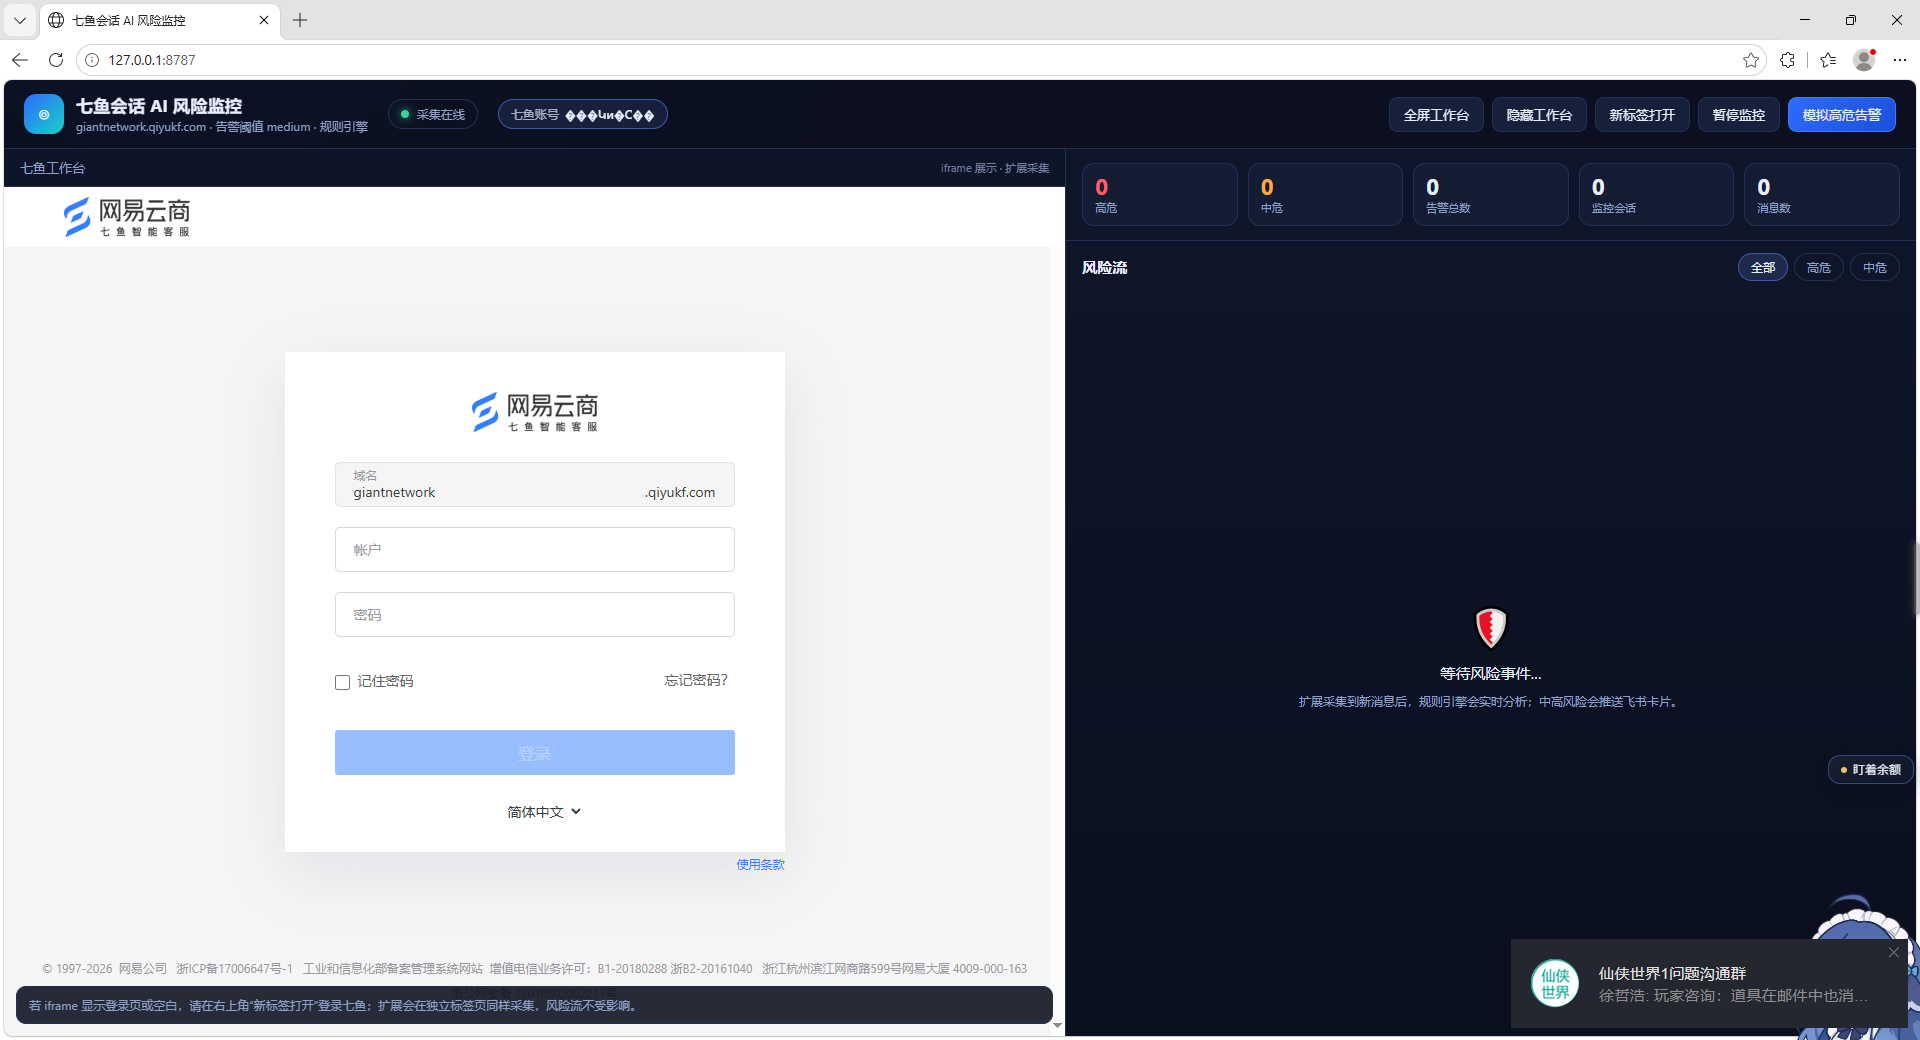 七鱼会话 AI 风险监控
127.0.0.1:8787
七鱼会话 AI 风险监控
giantnetwork.qiyukf.com · 告警阈值 medium · 规则引擎
采集在线
七鱼账号 ���Կи�С��
全屏工作台
隐藏工作台
新标签打开
暂停监控
模拟高危告警
七鱼工作台
iframe 展示 · 扩展采集
网易云商
七鱼智能客服
网易云商
七鱼智能客服
域名
giantnetwork
.qiyukf.com
帐户
密码
记住密码
忘记密码?
登录
简体中文
使用条款
© 1997-2026 网易公司 浙ICP备17006647号-1 工业和信息化部备案管理系统网站 增值电信业务许可：B1-20180288 浙B2-20161040 浙江杭州滨江网商路599号网易大厦 4009-000-163
若 iframe 显示登录页或空白，请在右上角“新标签打开”登录七鱼；扩展会在独立标签页同样采集，风险流不受影响。
0
高危
0
中危
0
告警总数
0
监控会话
0
消息数
风险流
全部
高危
中危
等待风险事件...
扩展采集到新消息后，规则引擎会实时分析；中高风险会推送飞书卡片。
盯着余额
仙侠
世界
仙侠世界1问题沟通群
徐哲浩: 玩家咨询：道具在邮件中也消...